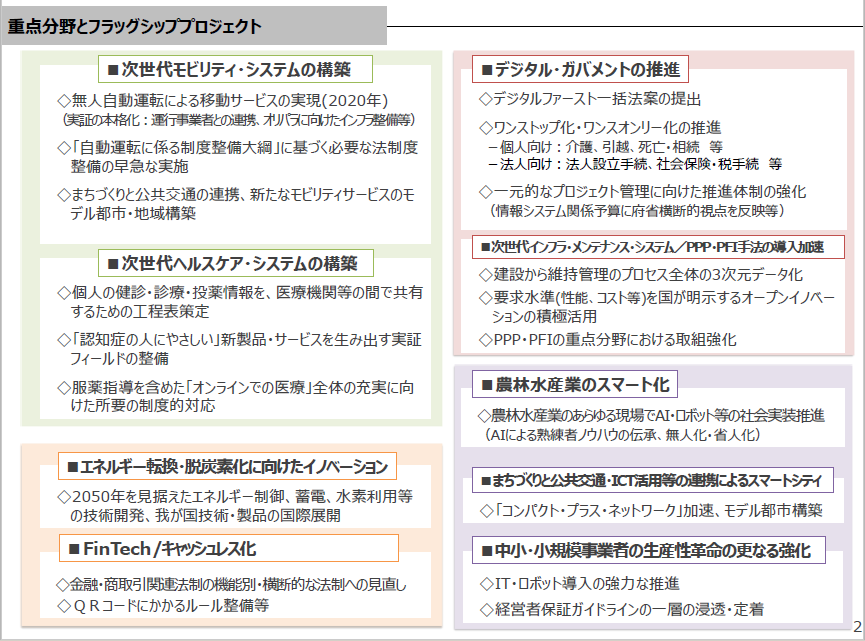 重点分野とフラッグシッププロジェクト
■次世代モビリティ・システムの構築
◇無人自動運転による移動サービスの実現(2020年)
（実証の本格化：運行事業者との連携、オリパラに向けたインフラ整備等）
◇「自動運転に係る制度整備大綱」に基づく必要な法制度
整備の早急な実施
◇まちづくりと公共交通の連携、新たなモビリティサービスのモ
デル都市・地域構築
■次世代ヘルスケア・システムの構築
◇個人の健診・診療・投薬情報を、医療機関等の間で共有
するための工程表策定
◇「認知症の人にやさしい」新製品・サービスを生み出す実証
フィールドの整備
◇服薬指導を含めた「オンラインでの医療」全体の充実に向
けた所要の制度的対応
■エネルギー転換・脱炭素化に向けたイノベーション
◇2050年を見据えたエネルギー制御、蓄電、水素利用等
の技術開発、我が国技術・製品の国際展開
■FinTech/キャッシュレス化
◇金融・商取引関連法制の機能別・横断的な法制への見直し
◇ＱＲコードにかかるルール整備等
■デジタル・ガバメントの推進
◇デジタルファースト一括法案の提出
◇ワンストップ化・ワンスオンリー化の推進
－個人向け：介護、引越、死亡・相続　等
－法人向け：法人設立手続、社会保険・税手続　等
◇一元的なプロジェクト管理に向けた推進体制の強化
（情報システム関係予算に府省横断的視点を反映等）
■次世代インフラ・メンテナンス・システム／PPP・PFI手法の導入加速
◇建設から維持管理のプロセス全体の3次元データ化
◇要求水準(性能、コスト等)を国が明示するオープンイノベー
ションの積極活用
◇PPP・PFIの重点分野における取組強化
■農林水産業のスマート化
◇農林水産業のあらゆる現場でAI・ロボット等の社会実装推進
（AIによる熟練者ノウハウの伝承、無人化・省人化）
■まちづくりと公共交通・ICT活用等の連携によるスマートシティ
◇「コンパクト・プラス・ネットワーク」加速、モデル都市構築
■中小・小規模事業者の生産性革命の更なる強化
◇IT・ロボット導入の強力な推進
◇経営者保証ガイドラインの一層の浸透・定着
2